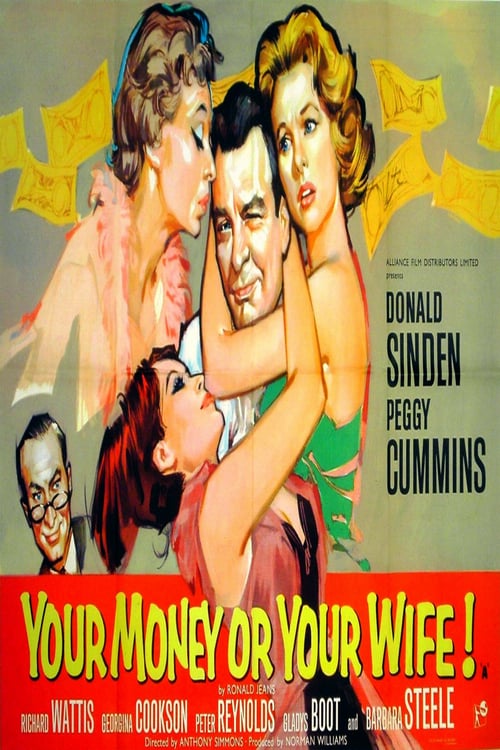 ALLIANCE FILM DISTRIBUTORS LIMITED
presents
DONALD
SINDEN
PEGGY
CUMMINS
YOUR MONEY OR YOUR WIFE!
by
RONALD JEANS
RICHARD WATTIS GEORGINA COOKSON PETER REYNOLDS GLADYS BOOT and BARBARA STEELE
Directed by ANTHONY SIMMONS · Produced by NORMAN WILLIAMS